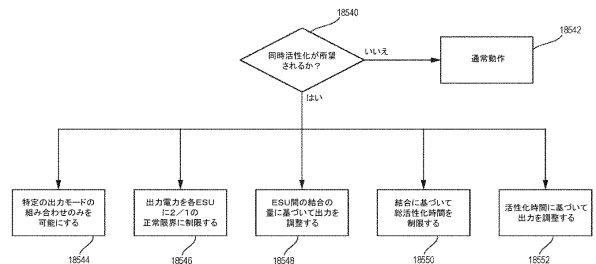 18540
18542
同時活性化が所望
されるか?
いいえ
通常動作
はい
特定の出力モードの
組み合わせのみを
可能にする
出力電力を各ESU
に2/1の
正常限界に制限する
ESU間の結合の
量に基づいて出力を
調整する
結合に基づいて
総活性化時間を
制限する
活性化時間に基づいて
出力を調整する
18544
18546
18548
18550
18552